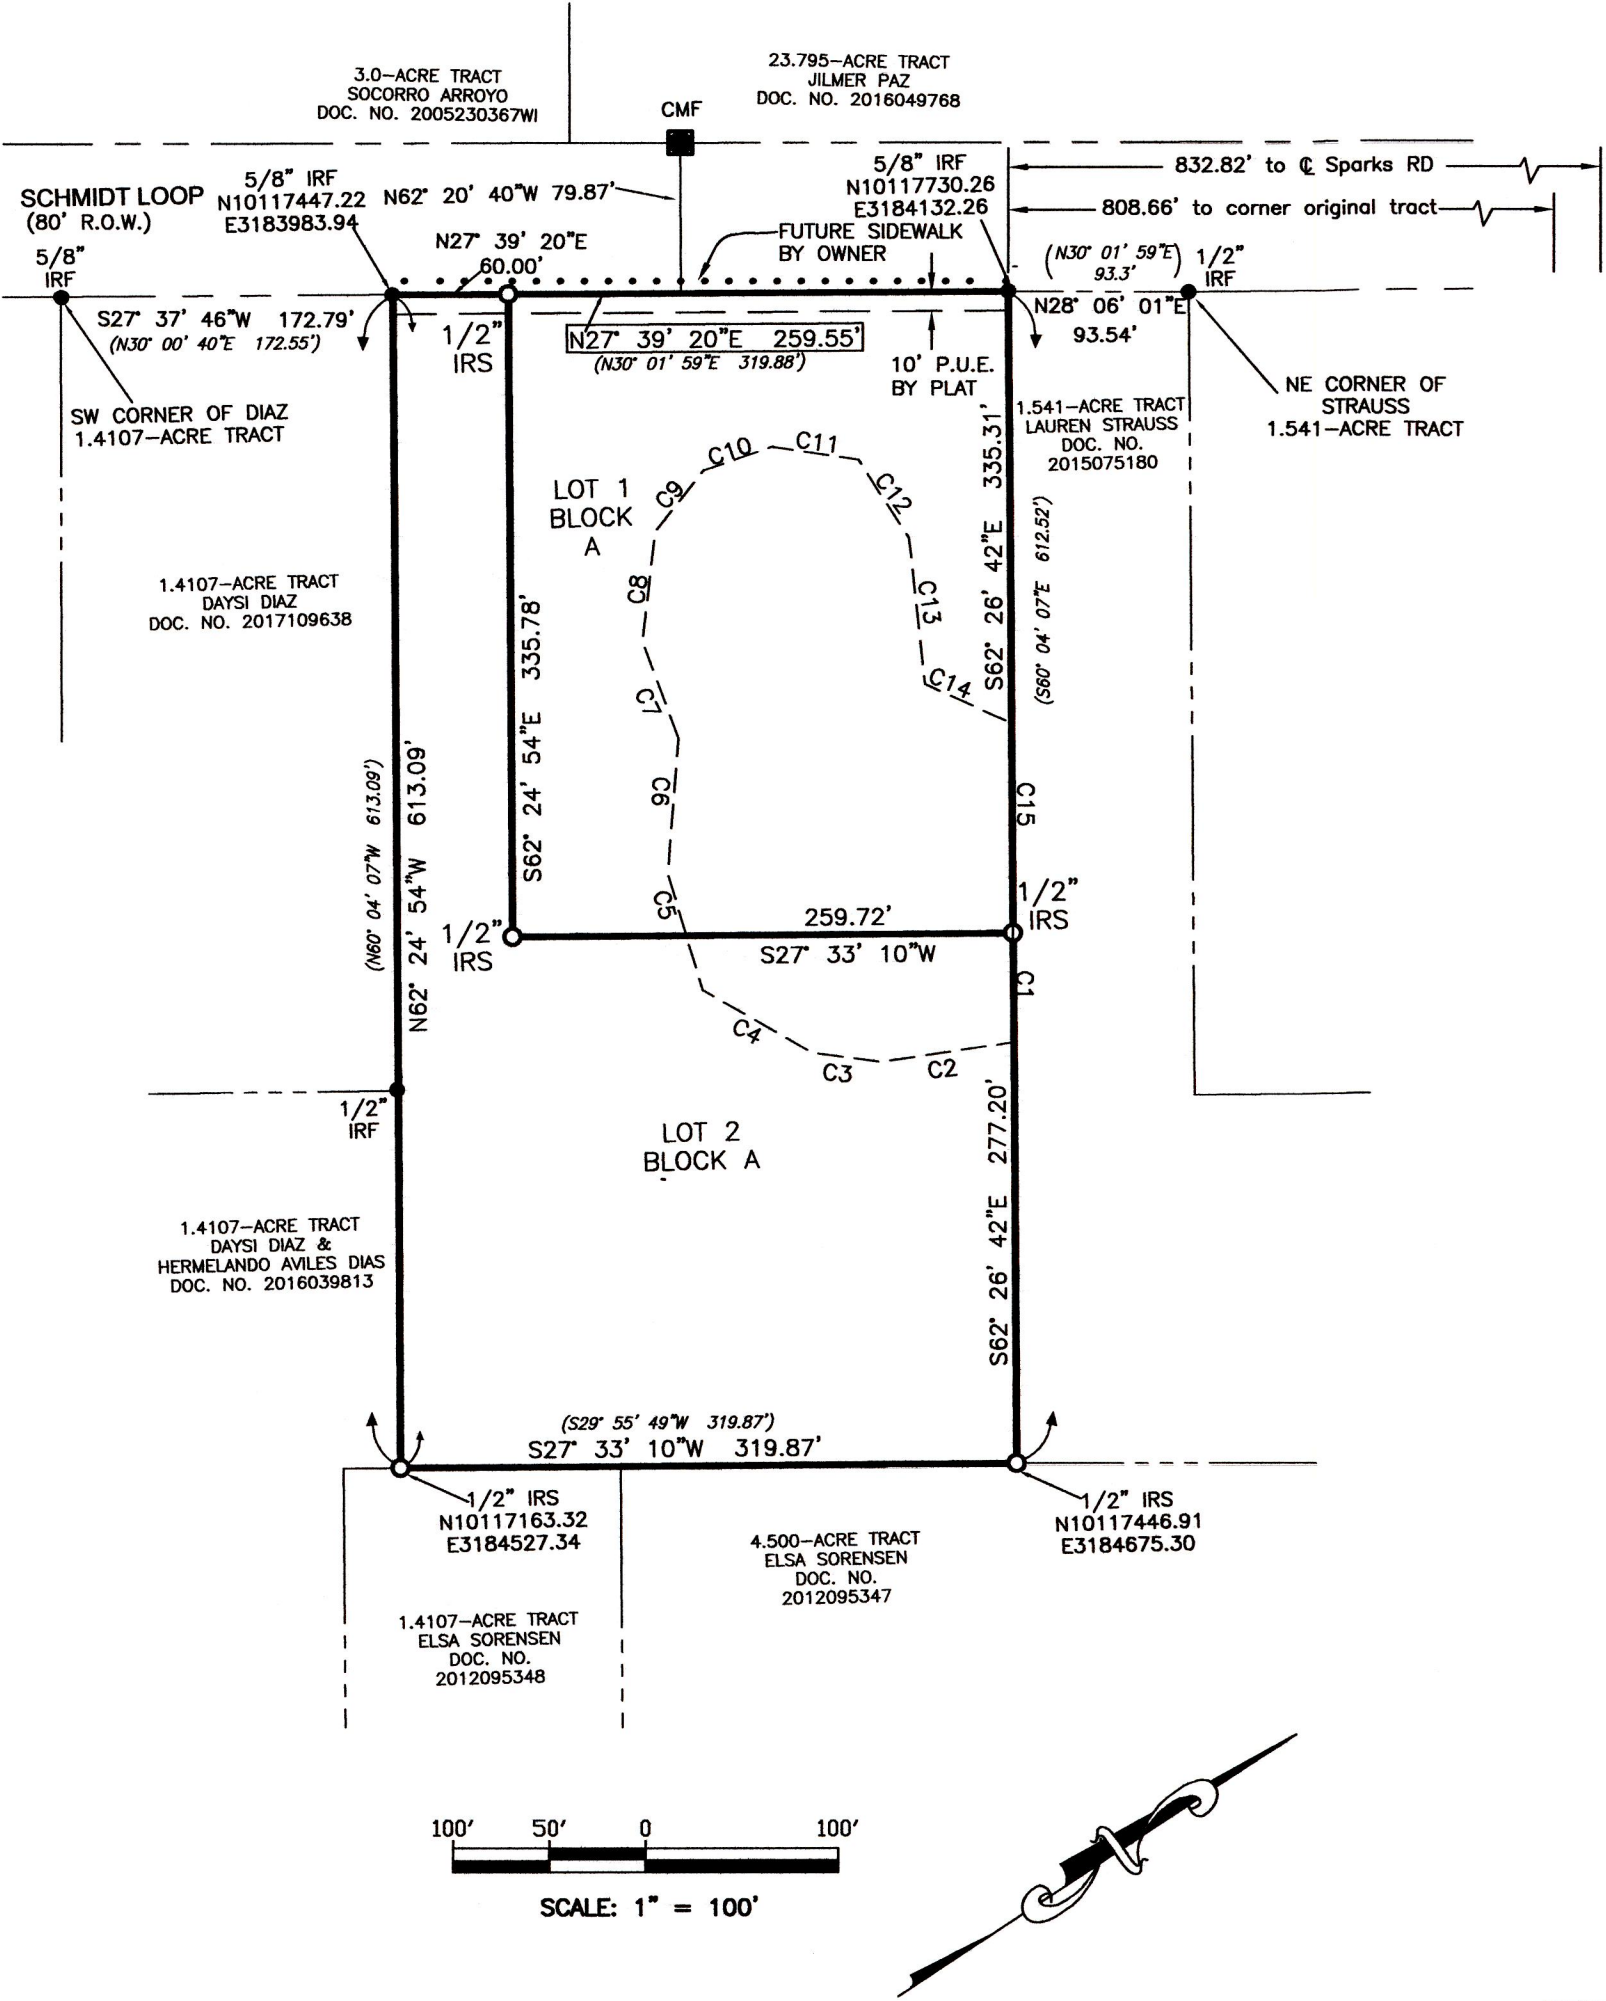 3.0-ACRE TRACT
SOCORRO ARROYO
DOC. NO. 2005230367WI
23.795-ACRE TRACT
JILMER PAZ
DOC. NO. 2016049768
CMF
832.82' to ℄ Sparks RD
808.66' to corner original tract
SCHMIDT LOOP
(80' R.O.W.)
5/8" IRF
N10117447.22
E3183983.94
N62° 20' 40"W 79.87'
5/8" IRF
N10117730.26
E3184132.26
FUTURE SIDEWALK
BY OWNER
5/8"
IRF
N27° 39' 20"E
60.00'
(N30° 01' 59"E)
93.3'
1/2"
IRF
S27° 37' 46"W 172.79'
(N30° 00' 40"E 172.55')
1/2"
IRS
N27° 39' 20"E 259.55'
(N30° 01' 59"E 319.88')
N28° 06' 01"E
93.54'
10' P.U.E.
BY PLAT
SW CORNER OF DIAZ
1.4107-ACRE TRACT
NE CORNER OF
STRAUSS
1.541-ACRE TRACT
1.541-ACRE TRACT
LAUREN STRAUSS
DOC. NO.
2015075180
LOT 1
BLOCK
A
C10
C11
C9
C12
C8
C13
C7
C14
C6
C15
C5
S62° 26' 42"E 335.31'
(S60° 04' 07"E 612.52')
1.4107-ACRE TRACT
DAYSI DIAZ
DOC. NO. 2017109638
S62° 24' 54"E 335.78'
(N60° 04' 07"W 613.09')
N62° 24' 54"W 613.09'
1/2"
IRS
259.72'
S27° 33' 10"W
1/2"
IRS
C1
C4
C3
C2
1/2"
IRF
LOT 2
BLOCK A
S62° 26' 42"E 277.20'
1.4107-ACRE TRACT
DAYSI DIAZ &
HERMELANDO AVILES DIAS
DOC. NO. 2016039813
(S29° 55' 49"W 319.87')
S27° 33' 10"W 319.87'
1/2" IRS
N10117163.32
E3184527.34
1/2" IRS
N10117446.91
E3184675.30
4.500-ACRE TRACT
ELSA SORENSEN
DOC. NO.
2012095347
1.4107-ACRE TRACT
ELSA SORENSEN
DOC. NO.
2012095348
N
100' 50' 0 100'
SCALE: 1" = 100'